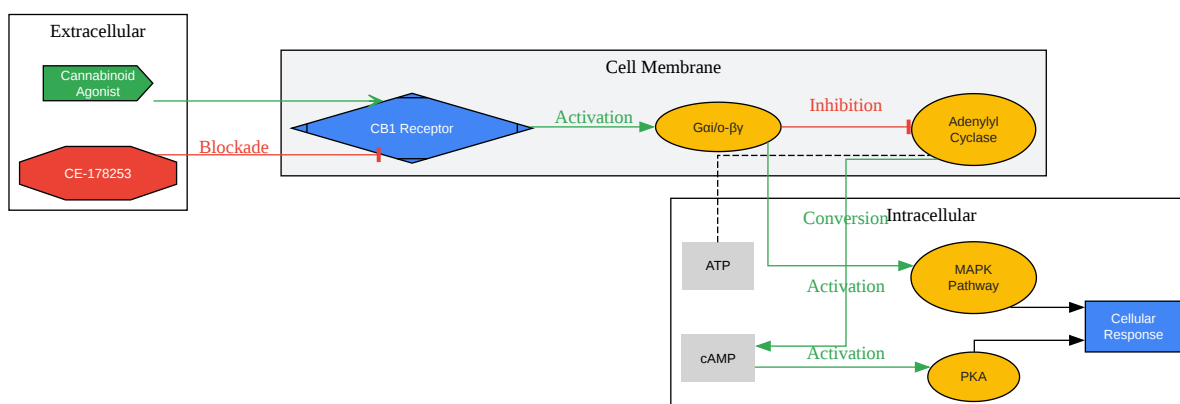 Extracellular
Cannabinoid
Agonist
CE-178253
Blockade
Cell Membrane
CB1 Receptor
Activation
Gαi/o-βγ
Inhibition
Adenylyl
Cyclase
Intracellular
Conversion
ATP
Activation
MAPK
Pathway
cAMP
Activation
PKA
Cellular
Response